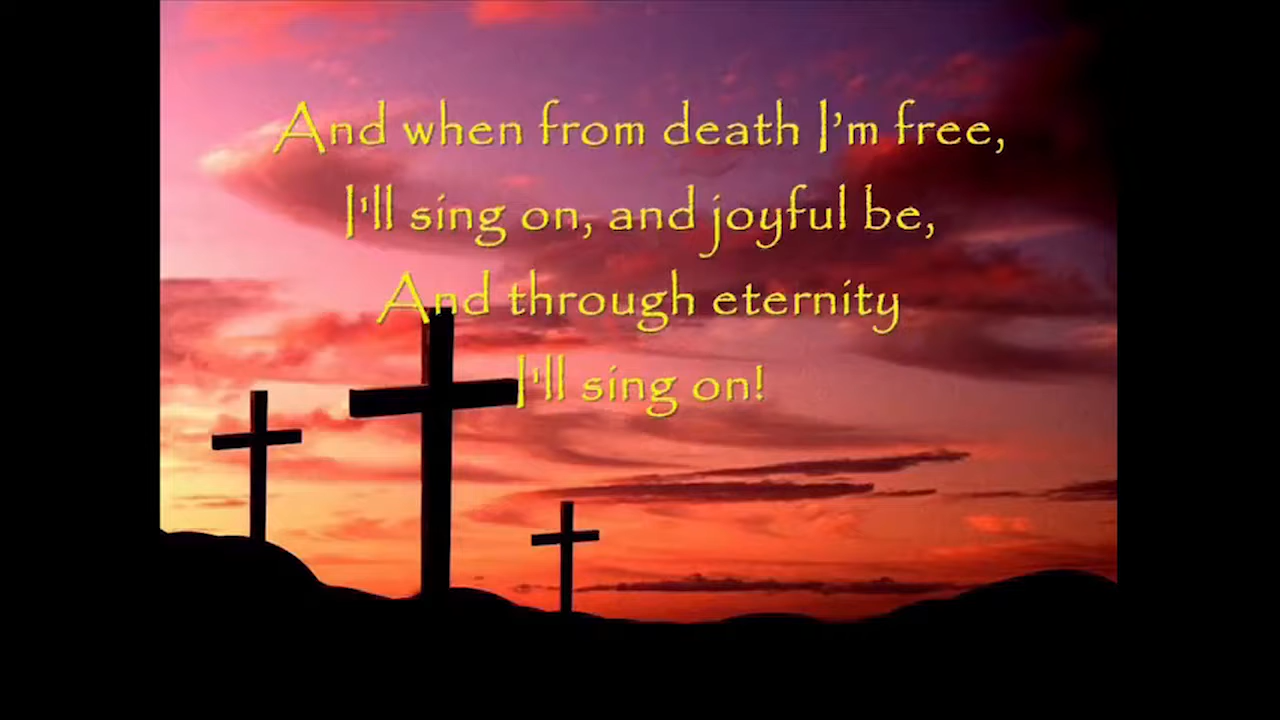 And when from death I’m free,
I'll sing on, and joyful be,
And through eternity
I'll sing on!